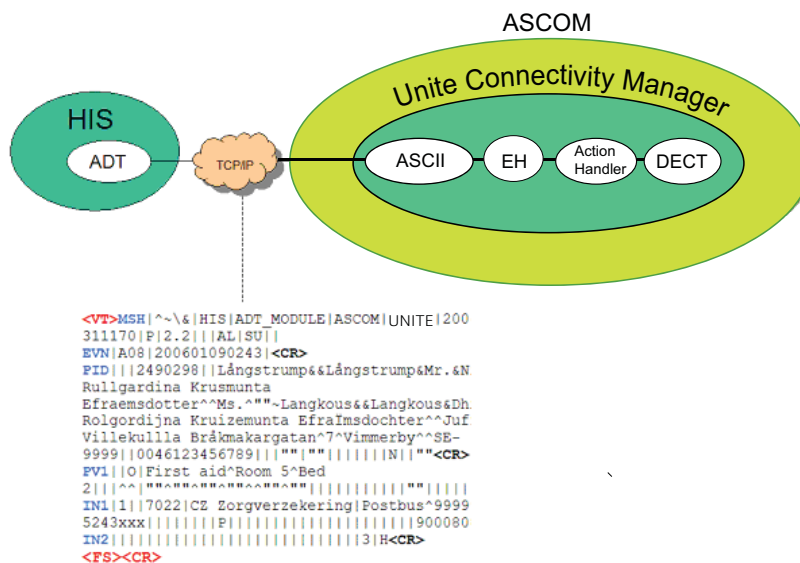 ASCOM
Unite Connectivity Manager
HIS
ADT
TCP/IP
ASCII
EH
Action
Handler
DECT
<VT>MSH|^~\&|HIS|ADT_MODULE|ASCOM|UNITE|200
311170|P|2.2|||AL|SU||
EVN|A08|200601090243|<CR>
PID|||2490298||Långstrump&&Långstrump&Mr.&N
Rullgardina Krusmunta
Efraemsdotter^^Ms.^""~Langkous&&Langkous&Dh
Rolgordijna Kruizemunta EfraImsdochter^^Juf
Villekullla Bråkmakargatan^7^Vimmerby^^SE-
9999||0046123456789|||""|""|||||||N||""<CR>
PV1||O|First aid^Room 5^Bed
2|||^^|""^""^""^""^^""^""|||||||||||""|||||
IN1|1||7022|CZ Zorgverzekering|Postbus^9999
5243xxx||||||||P|||||||||||||||||||||900080
IN2||||||||||||||||||||||||||||3|H<CR>
<FS><CR>